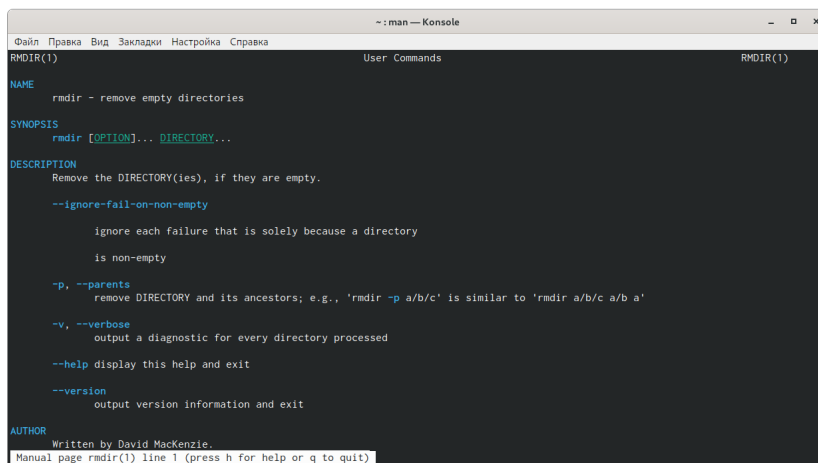 ~ : man — Konsole
Файл Правка Вид Закладки Настройка Справка
RMDIR(1) User Commands RMDIR(1)
NAME
rmdir - remove empty directories
SYNOPSIS
rmdir [OPTION]... DIRECTORY...
DESCRIPTION
Remove the DIRECTORY(ies), if they are empty.
--ignore-fail-on-non-empty
ignore each failure that is solely because a directory
is non-empty
-p, --parents
remove DIRECTORY and its ancestors; e.g., 'rmdir -p a/b/c' is similar to 'rmdir a/b/c a/b a'
-v, --verbose
output a diagnostic for every directory processed
--help display this help and exit
--version
output version information and exit
AUTHOR
Written by David MacKenzie.
Manual page rmdir(1) line 1 (press h for help or q to quit)